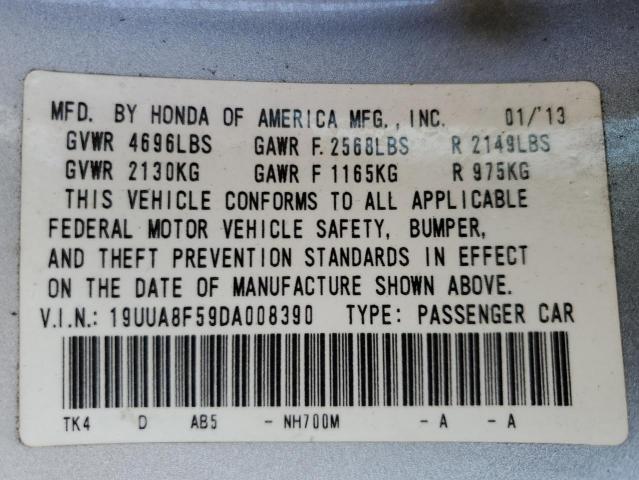 MFD. BY HONDA OF AMERICA MFG., INC. 01/'13
GVWR 4696LBS GAWR F. 2568LBS R 2149LBS
GVWR 2130KG GAWR F 1165KG R 975KG
THIS VEHICLE CONFORMS TO ALL APPLICABLE
FEDERAL MOTOR VEHICLE SAFETY, BUMPER,
AND THEFT PREVENTION STANDARDS IN EFFECT
ON THE DATE OF MANUFACTURE SHOWN ABOVE.
V.I.N.: 19UUA8F59DA008390 TYPE: PASSENGER CAR
TK4 D AB5 - NH700M - A - A